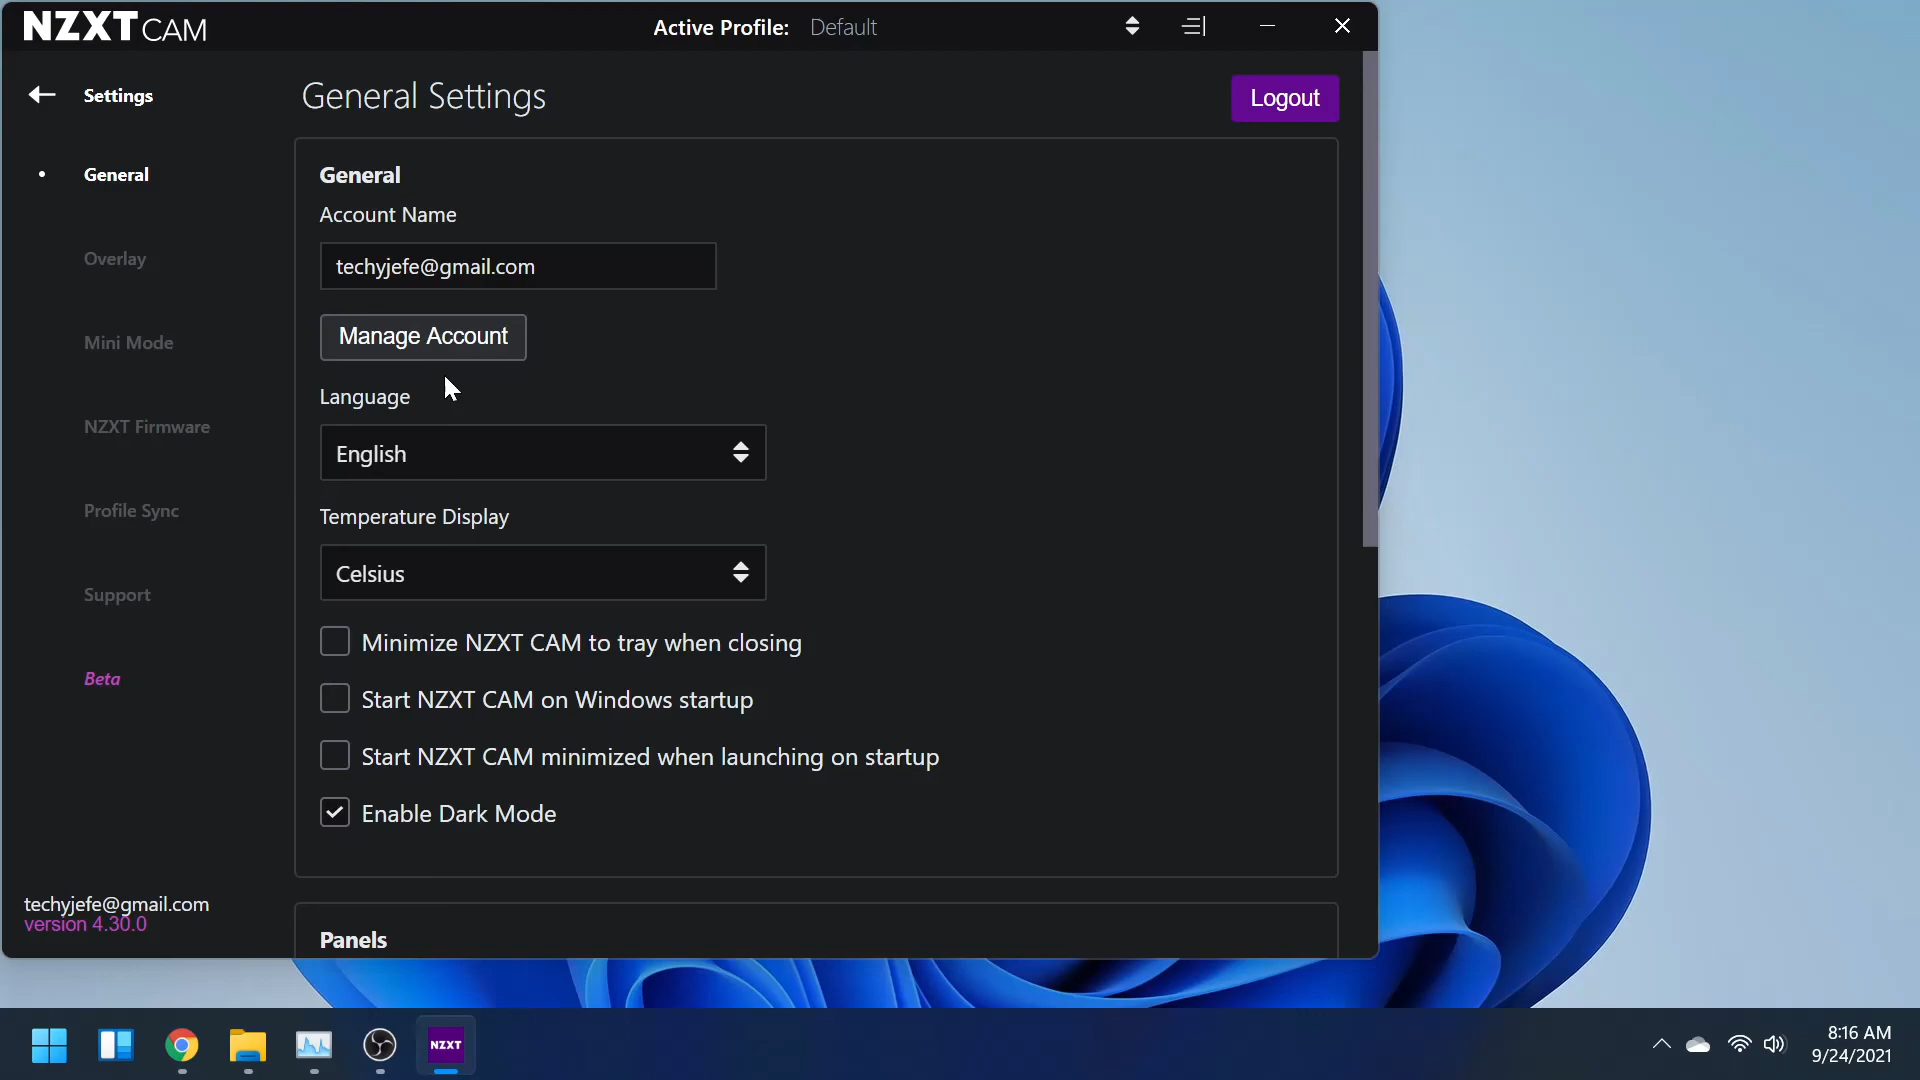 NZXT CAM
Active Profile: Default
Settings
General Settings
Logout
General
Overlay
Mini Mode
NZXT Firmware
Profile Sync
Support
Beta
General
Account Name
techyjefe@gmail.com
Manage Account
Language
English
Temperature Display
Celsius
Minimize NZXT CAM to tray when closing
Start NZXT CAM on Windows startup
Start NZXT CAM minimized when launching on startup
Enable Dark Mode
techyjefe@gmail.com
version 4.30.0
Panels
NZXT
8:16 AM
9/24/2021